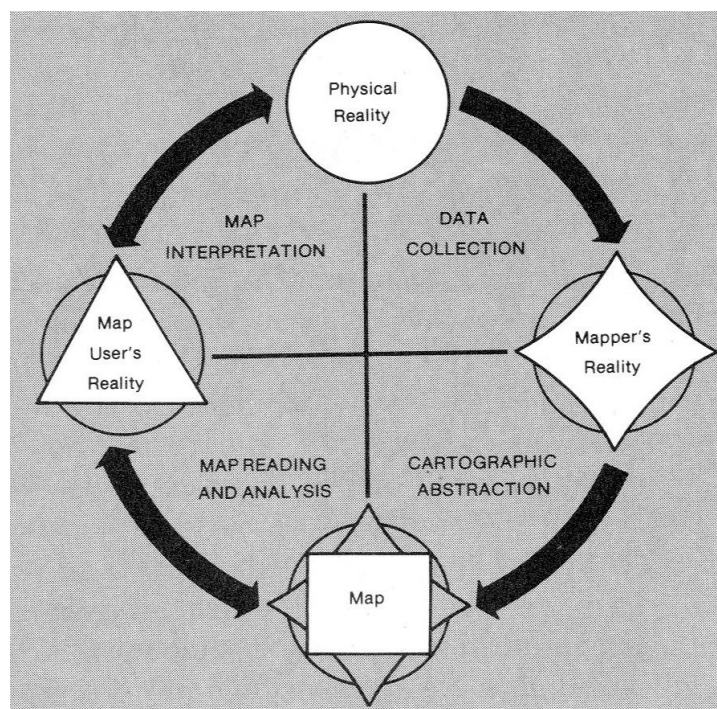 Physical
Reality
MAP
INTERPRETATION
DATA
COLLECTION
Map
User's
Reality
Mapper's
Reality
MAP READING
AND ANALYSIS
CARTOGRAPHIC
ABSTRACTION
Map